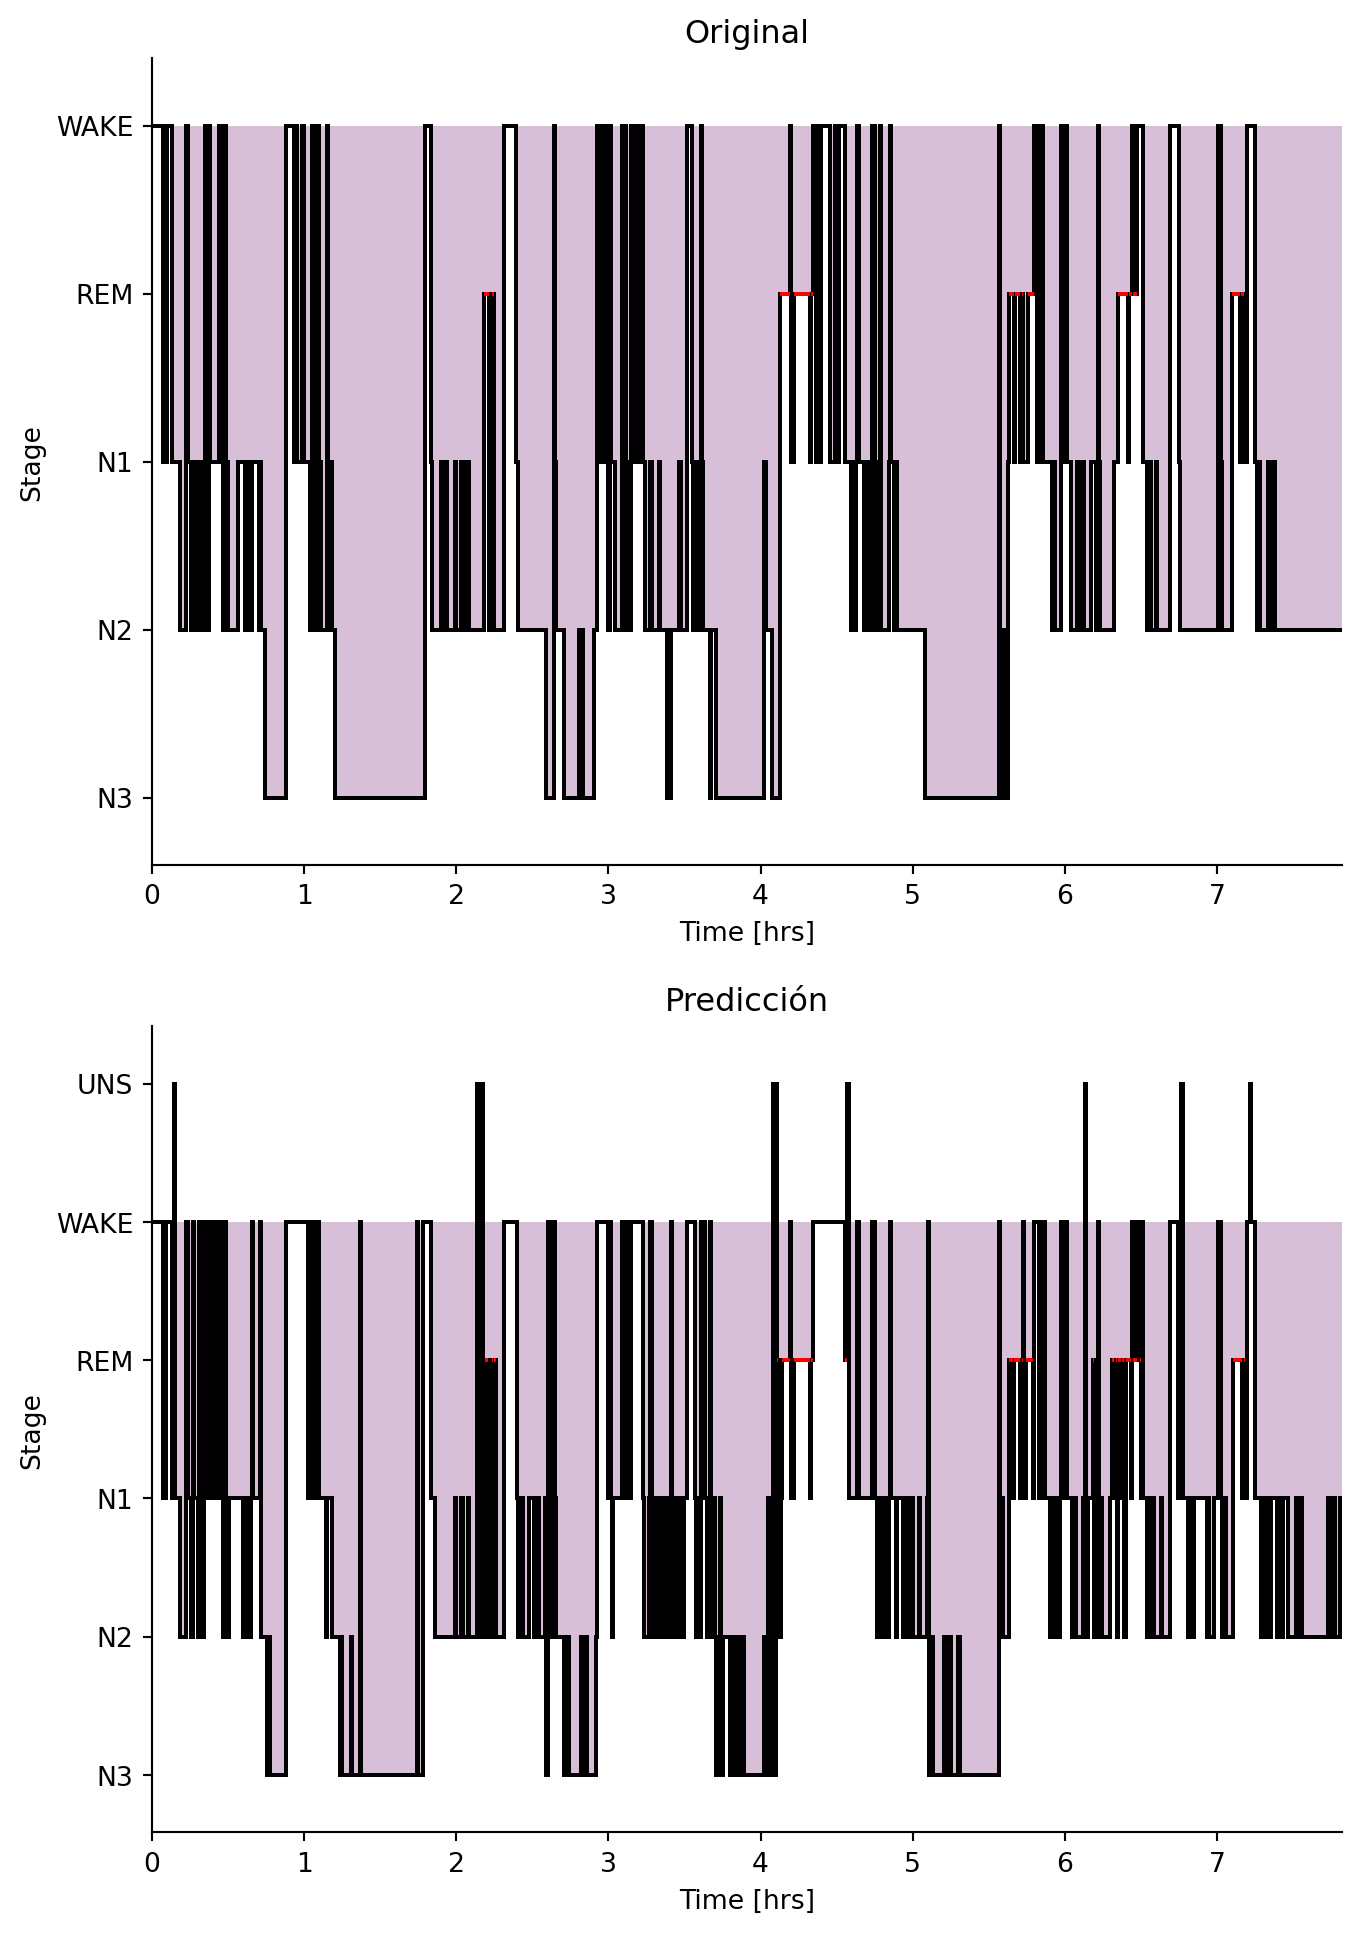 Original
WAKE
REM
N1
N2
N3
Stage
0 1 2 3 4 5 6 7
Time [hrs]
Predicción
UNS
WAKE
REM
N1
N2
N3
Stage
0 1 2 3 4 5 6 7
Time [hrs]